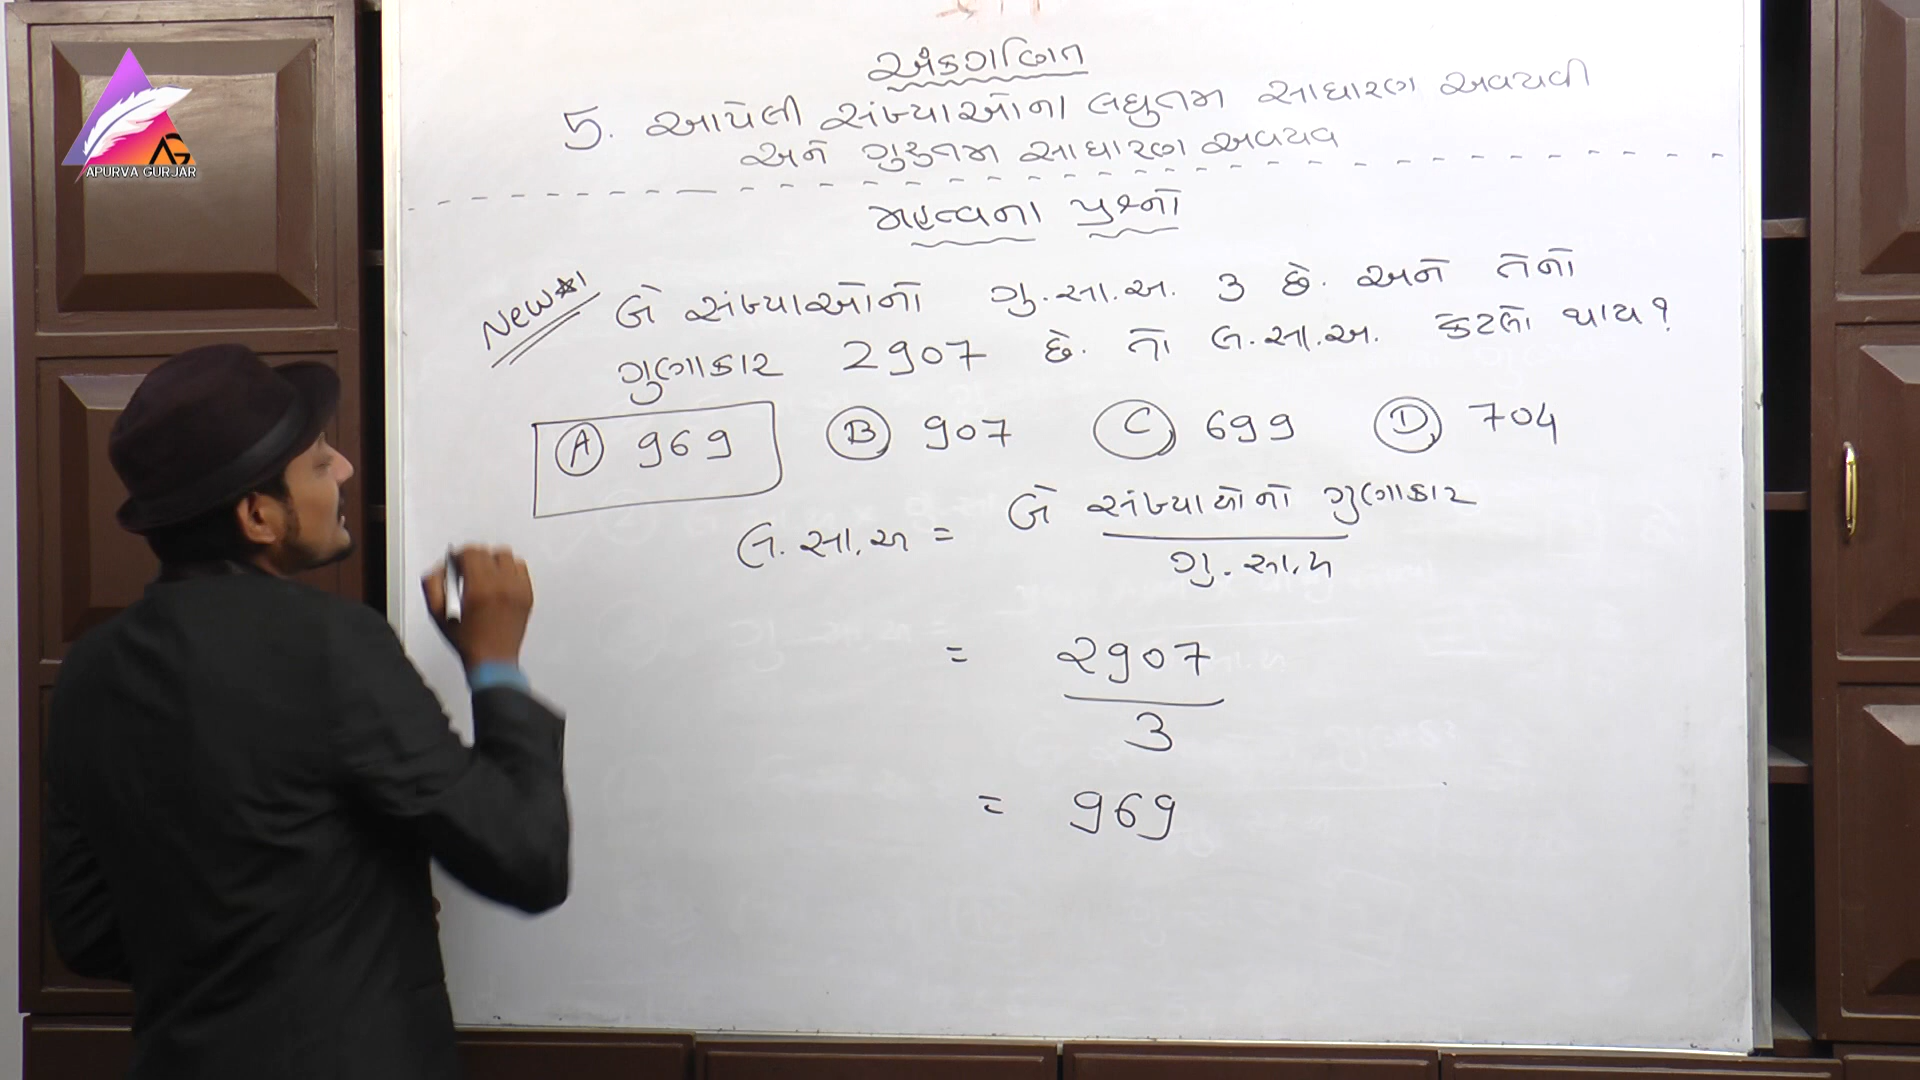 APURVA GURJAR
અંકગણિત
5. આપેલી સંખ્યાઓના લઘુતમ સાધારણ અવયવી
અને ગુરુતમ સાધારણ અવયવ
મહત્વના પ્રશ્નો
New 1
બે સંખ્યાઓનો ગુ.સા.અ. 3 છે. અને તેનો
ગુણાકાર 2907 છે. તો લ.સા.અ. કેટલો થાય?
A 969 B 907 C 699 D 704
લ.સા.અ = બે સંખ્યાઓનો ગુણાકાર
ગુ.સા.અ
= 2907
3
= 969